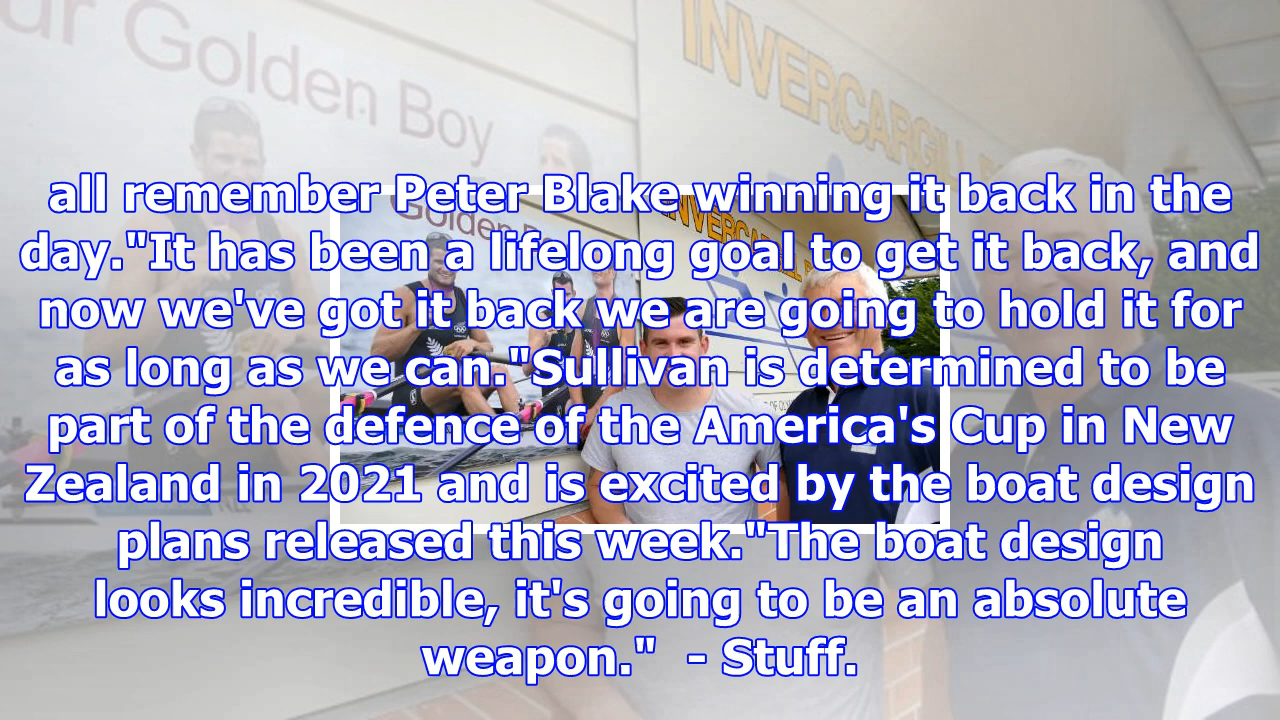 ur Golden Boy
INVERCARGILL
all remember Peter Blake winning it back in the
day."It has been a lifelong goal to get it back, and
now we've got it back we are going to hold it for
as long as we can."Sullivan is determined to be
part of the defence of the America's Cup in New
Zealand in 2021 and is excited by the boat design
plans released this week."The boat design
looks incredible, it's going to be an absolute
weapon."  - Stuff.
Golden
INVERCARGILL